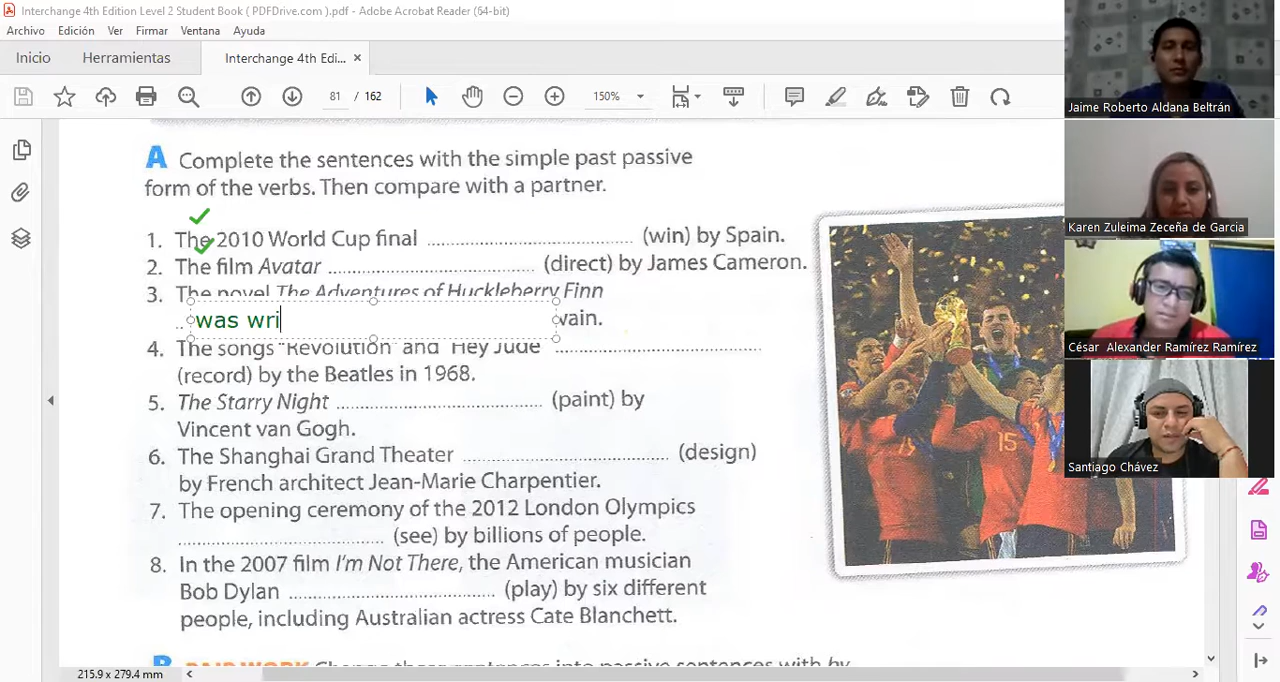 Interchange 4th Edition Level 2 Student Book ( PDFDrive.com ).pdf - Adobe Acrobat Reader (64-bit)
Archivo Edición Ver Firmar Ventana Ayuda
Inicio Herramientas Interchange 4th Edi... ×
81 / 162 150%
A Complete the sentences with the simple past passive
form of the verbs. Then compare with a partner.
1. The 2010 World Cup final .......... (win) by Spain.
2. The film Avatar .......... (direct) by James Cameron.
3. The novel The Adventures of Huckleberry Finn
was wri
4. The songs "Revolution" and "Hey Jude" ..........
(record) by the Beatles in 1968.
5. The Starry Night .......... (paint) by
Vincent van Gogh.
6. The Shanghai Grand Theater .......... (design)
by French architect Jean-Marie Charpentier.
7. The opening ceremony of the 2012 London Olympics
.......... (see) by billions of people.
8. In the 2007 film I'm Not There, the American musician
Bob Dylan .......... (play) by six different
people, including Australian actress Cate Blanchett.
15
215.9 x 279.4 mm
Jaime Roberto Aldana Beltrán
Karen Zuleima Zeceña de Garcia
César Alexander Ramírez Ramírez
Santiago Chávez